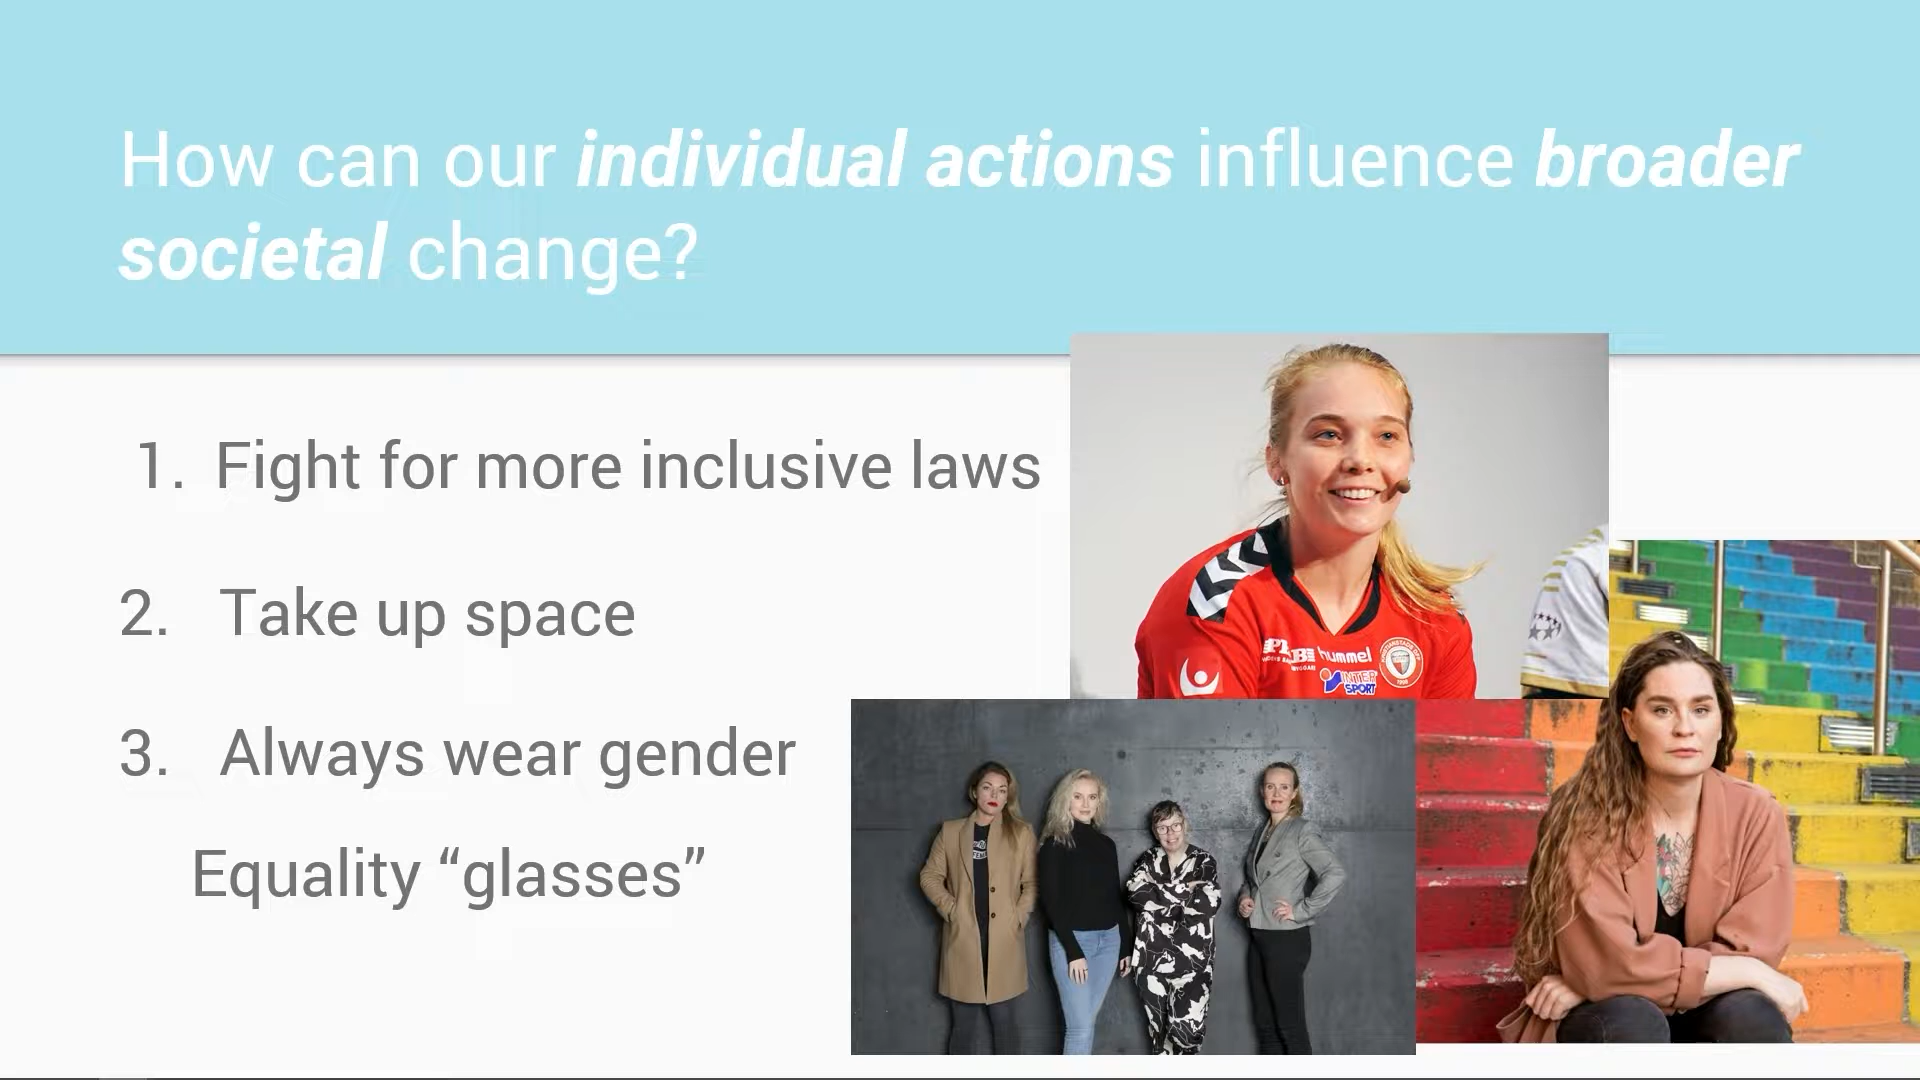 How can our individual actions influence broader
societal change?
1. Fight for more inclusive laws
2. Take up space
3. Always wear gender
Equality “glasses”
hummel
INTER
SPORT